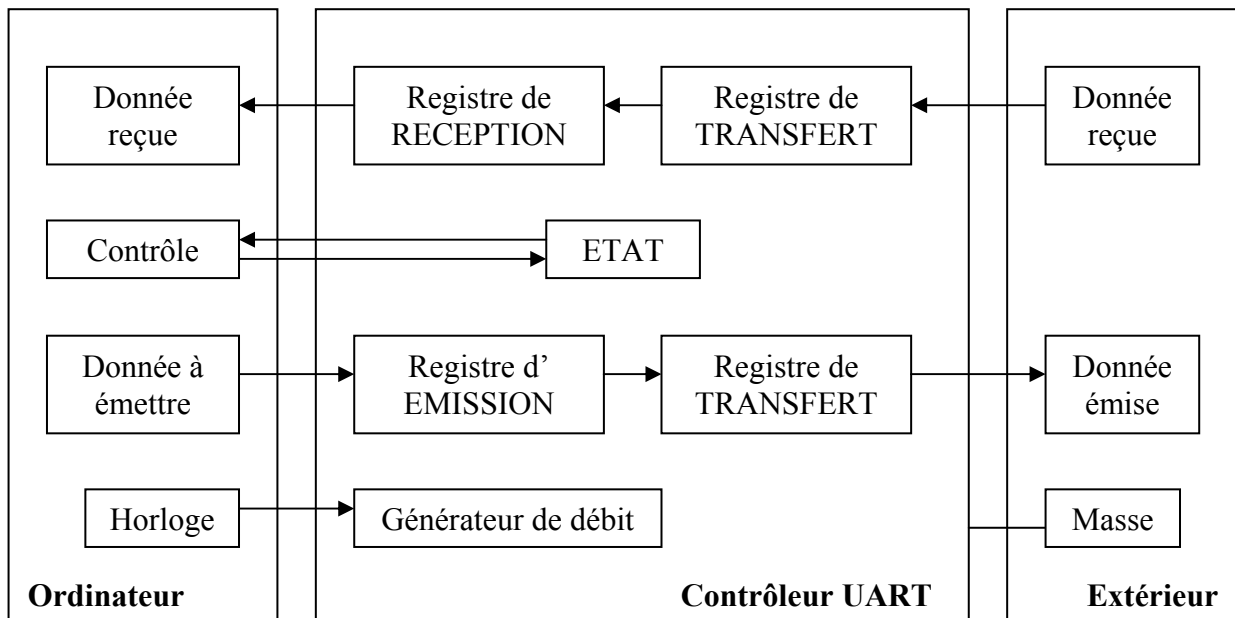 Donnée
reçue
Registre de
RECEPTION
Registre de
TRANSFERT
Donnée
reçue
Contrôle
ETAT
Donnée à
émettre
Registre d’
EMISSION
Registre de
TRANSFERT
Donnée
émise
Horloge
Générateur de débit
Masse
Ordinateur
Contrôleur UART
Extérieur